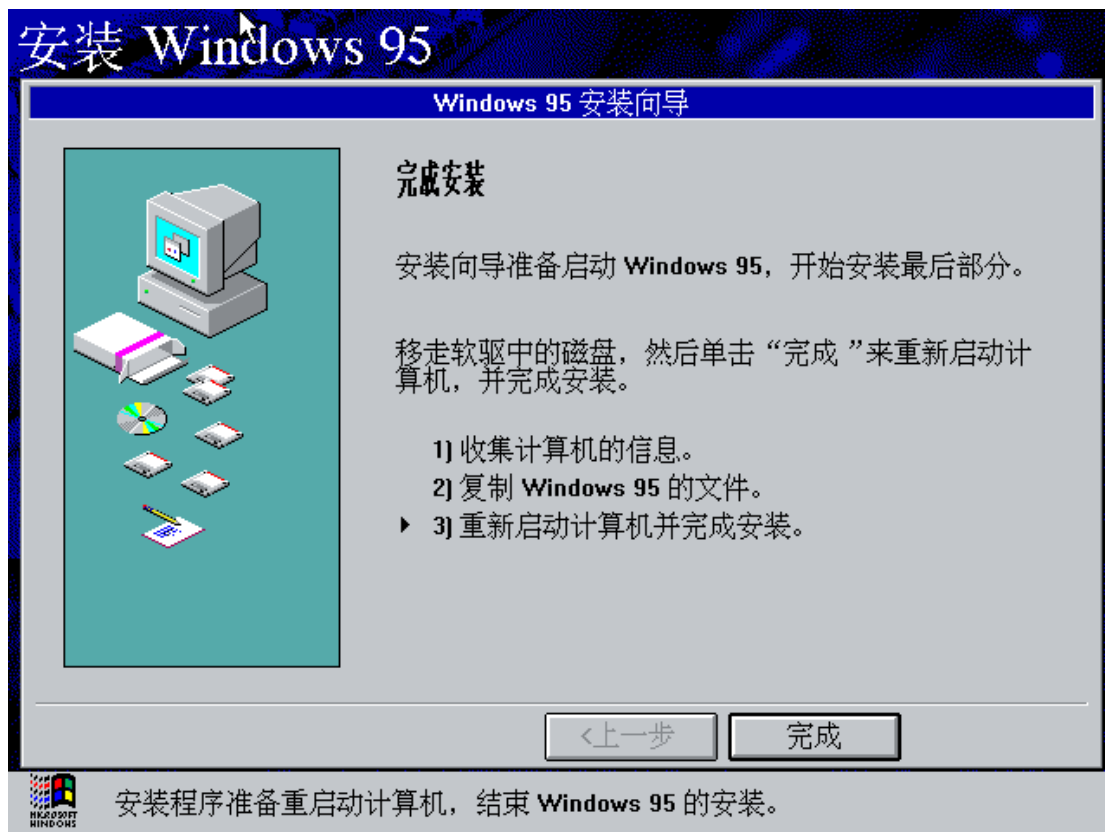 安装 Windows 95
Windows 95 安装向导
完成安装
安装向导准备启动 Windows 95，开始安装最后部分。
移走软驱中的磁盘，然后单击“完成 ”来重新启动计
算机，并完成安装。
1) 收集计算机的信息。
2) 复制 Windows 95 的文件。
3) 重新启动计算机并完成安装。
<上一步
完成
MICROSOFT
WINDOWS
安装程序准备重启动计算机，结束 Windows 95 的安装。